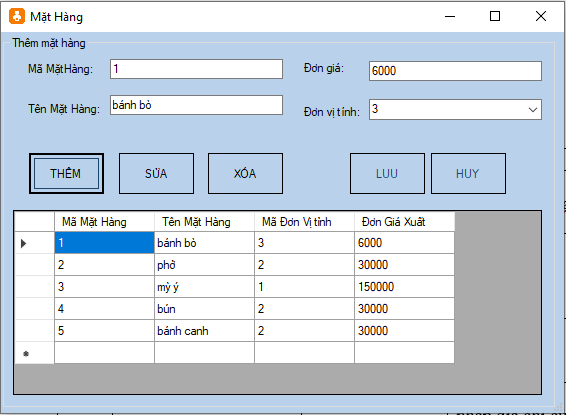 Mặt Hàng
Thêm mặt hàng
Mã MặtHàng: 1 Đơn giá: 6000
Tên Mặt Hàng: bánh bò Đơn vị tính: 3
THÊM SỬA XÓA LUU HUY
Mã Mặt Hàng Tên Mặt Hàng Mã Đơn Vị tỉnh Đơn Giá Xuất
1 bánh bò 3 6000
2 phở 2 30000
3 mỳ ý 1 150000
4 bún 2 30000
5 bánh canh 2 30000